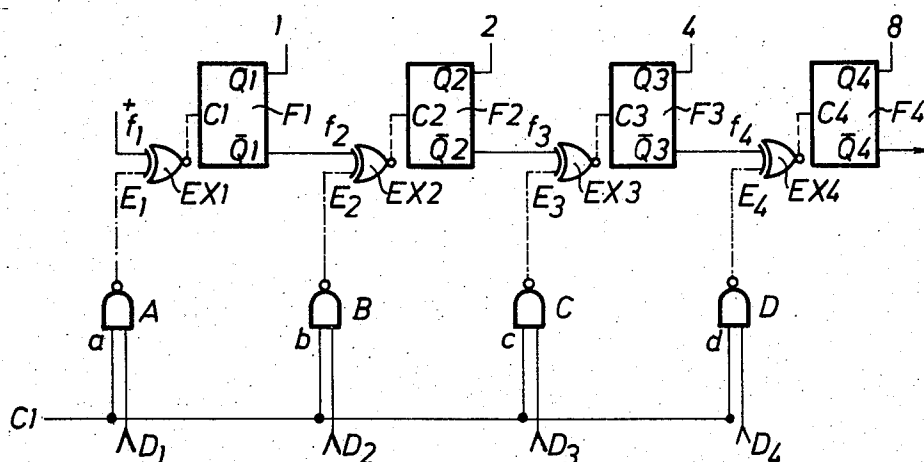 1 2 4 8
Q1 Q2 Q3 Q4
+
C1 F1 C2 F2 C3 F3 C4 F4
f₁ f₂ f₃ f₄
Q̄1 Q̄2 Q̄3 Q̄4
E₁ EX1 E₂ EX2 E₃ EX3 E₄ EX4
A B C D
a b c d
C1
D₁ D₂ D₃ D₄